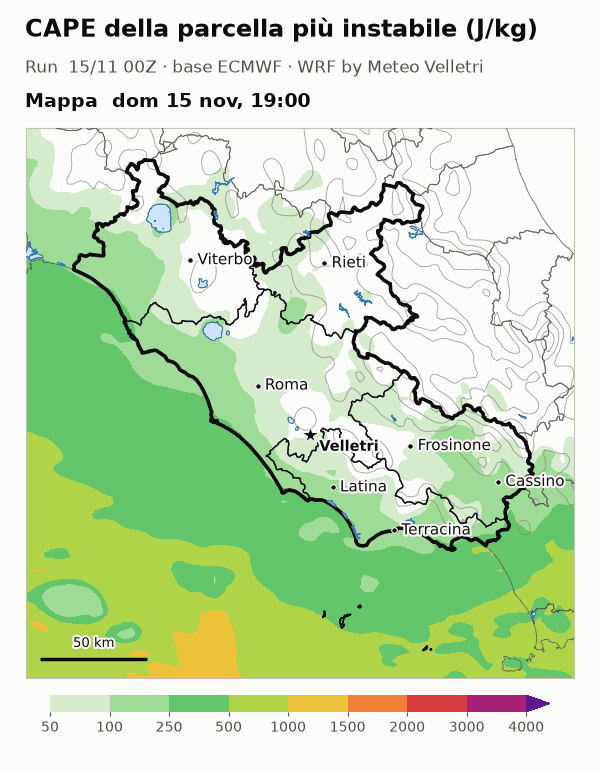 CAPE della parcella più instabile (J/kg)
Run 15/11 00Z · base ECMWF · WRF by Meteo Velletri
Mappa dom 15 nov, 19:00
Viterbo
Rieti
Roma
Velletri
Frosinone
Cassino
Latina
Terracina
50 km
50 100 250 500 1000 1500 2000 3000 4000